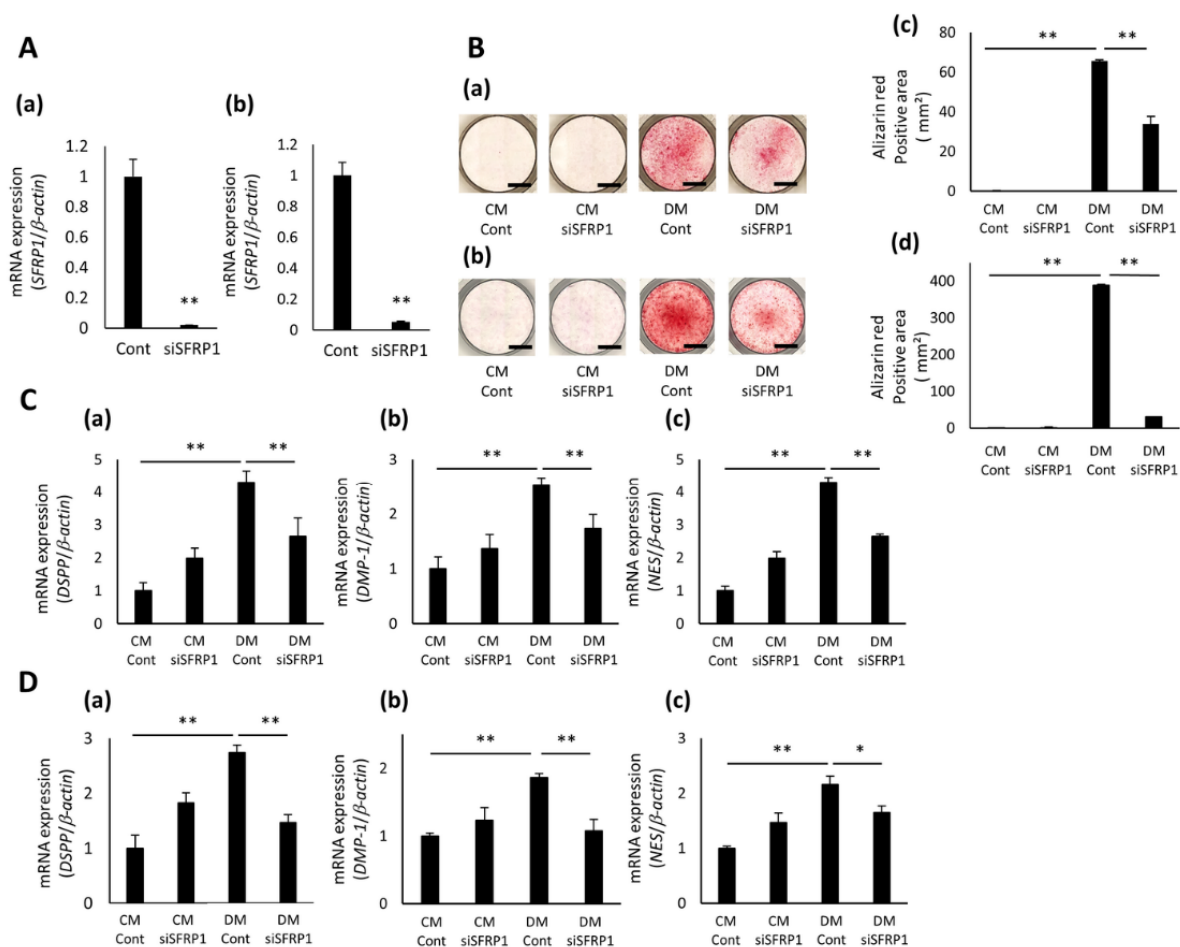 A
(a)
mRNA expression
(SFRP1/β-actin)
1.2
1
0.8
0.6
0.4
0.2
0
**
Cont siSFRP1
(b)
mRNA expression
(SFRP1/β-actin)
1.2
1
0.8
0.6
0.4
0.2
0
**
Cont siSFRP1
B
(a)
CM CM DM DM
Cont siSFRP1 Cont siSFRP1
(b)
CM CM DM DM
Cont siSFRP1 Cont siSFRP1
(c)
Alizarin red
Positive area
( mm²)
80
60
40
20
0
** **
CM CM DM DM
Cont siSFRP1 Cont siSFRP1
(d)
Alizarin red
Positive area
( mm²)
400
300
200
100
0
** **
CM CM DM DM
Cont siSFRP1 Cont siSFRP1
C
(a)
mRNA expression
(DSPP/β-actin)
5
4
3
2
1
0
** **
CM CM DM DM
Cont siSFRP1 Cont siSFRP1
(b)
mRNA expression
(DMP-1/β-actin)
3
2
1
0
** **
CM CM DM DM
Cont siSFRP1 Cont siSFRP1
(c)
mRNA expression
(NES/β-actin)
5
4
3
2
1
0
** **
CM CM DM DM
Cont siSFRP1 Cont siSFRP1
D
(a)
mRNA expression
(DSPP/β-actin)
3
2
1
0
** **
CM CM DM DM
Cont siSFRP1 Cont siSFRP1
(b)
mRNA expression
(DMP-1/β-actin)
2
1
0
** **
CM CM DM DM
Cont siSFRP1 Cont siSFRP1
(c)
mRNA expression
(NES/β-actin)
3
2
1
0
** *
CM CM DM DM
Cont siSFRP1 Cont siSFRP1